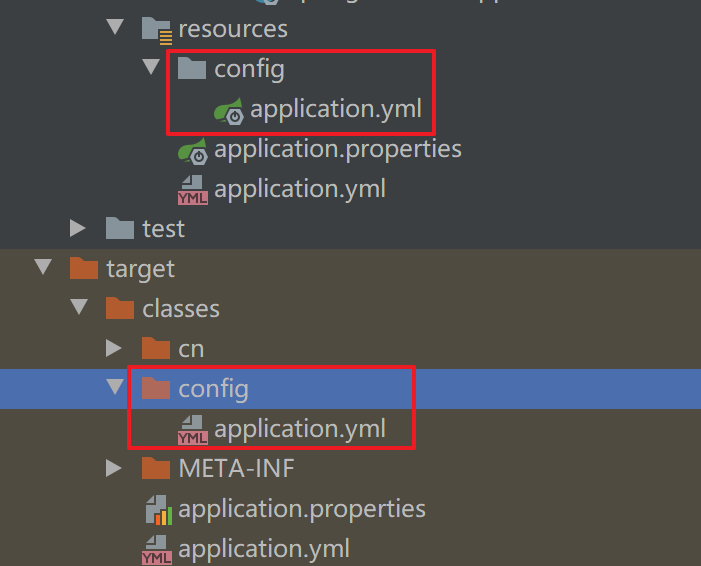 resources
config
application.yml
application.properties
YML application.yml
test
target
classes
cn
config
YML application.yml
META-INF
application.properties
YML application.yml